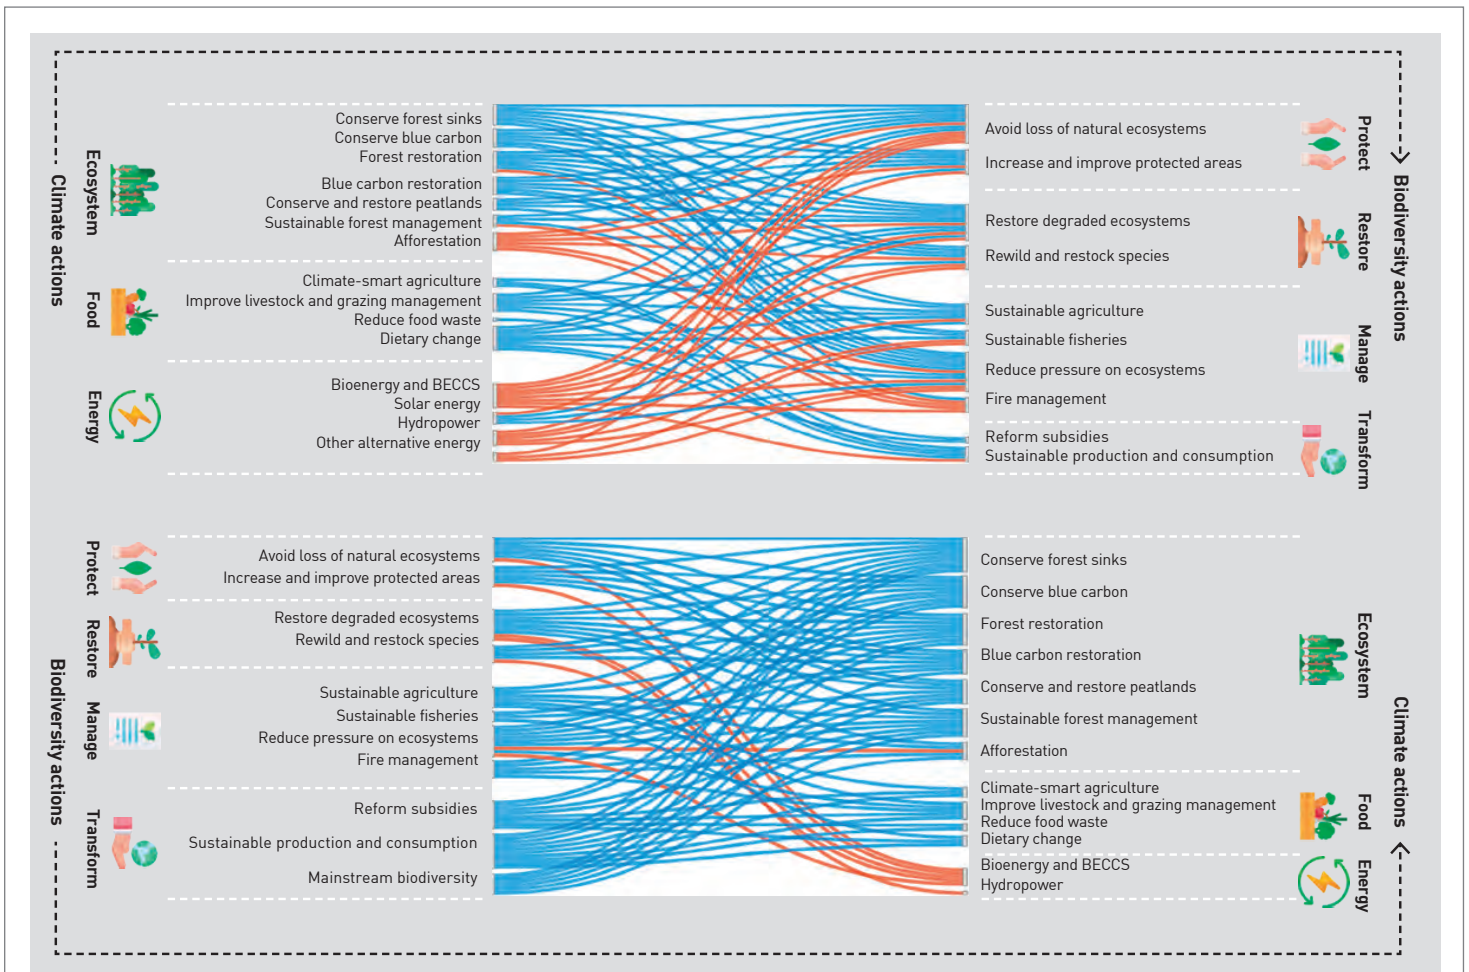 Climate actions
Ecosystem
Conserve forest sinks
Conserve blue carbon
Forest restoration
Blue carbon restoration
Conserve and restore peatlands
Sustainable forest management
Afforestation
Food
Climate-smart agriculture
Improve livestock and grazing management
Reduce food waste
Dietary change
Energy
Bioenergy and BECCS
Solar energy
Hydropower
Other alternative energy
Biodiversity actions
Protect
Avoid loss of natural ecosystems
Increase and improve protected areas
Restore
Restore degraded ecosystems
Rewild and restock species
Manage
Sustainable agriculture
Sustainable fisheries
Reduce pressure on ecosystems
Fire management
Transform
Reform subsidies
Sustainable production and consumption
Biodiversity actions
Protect
Avoid loss of natural ecosystems
Increase and improve protected areas
Restore
Restore degraded ecosystems
Rewild and restock species
Manage
Sustainable agriculture
Sustainable fisheries
Reduce pressure on ecosystems
Fire management
Transform
Reform subsidies
Sustainable production and consumption
Mainstream biodiversity
Climate actions
Ecosystem
Conserve forest sinks
Conserve blue carbon
Forest restoration
Blue carbon restoration
Conserve and restore peatlands
Sustainable forest management
Afforestation
Food
Climate-smart agriculture
Improve livestock and grazing management
Reduce food waste
Dietary change
Energy
Bioenergy and BECCS
Hydropower